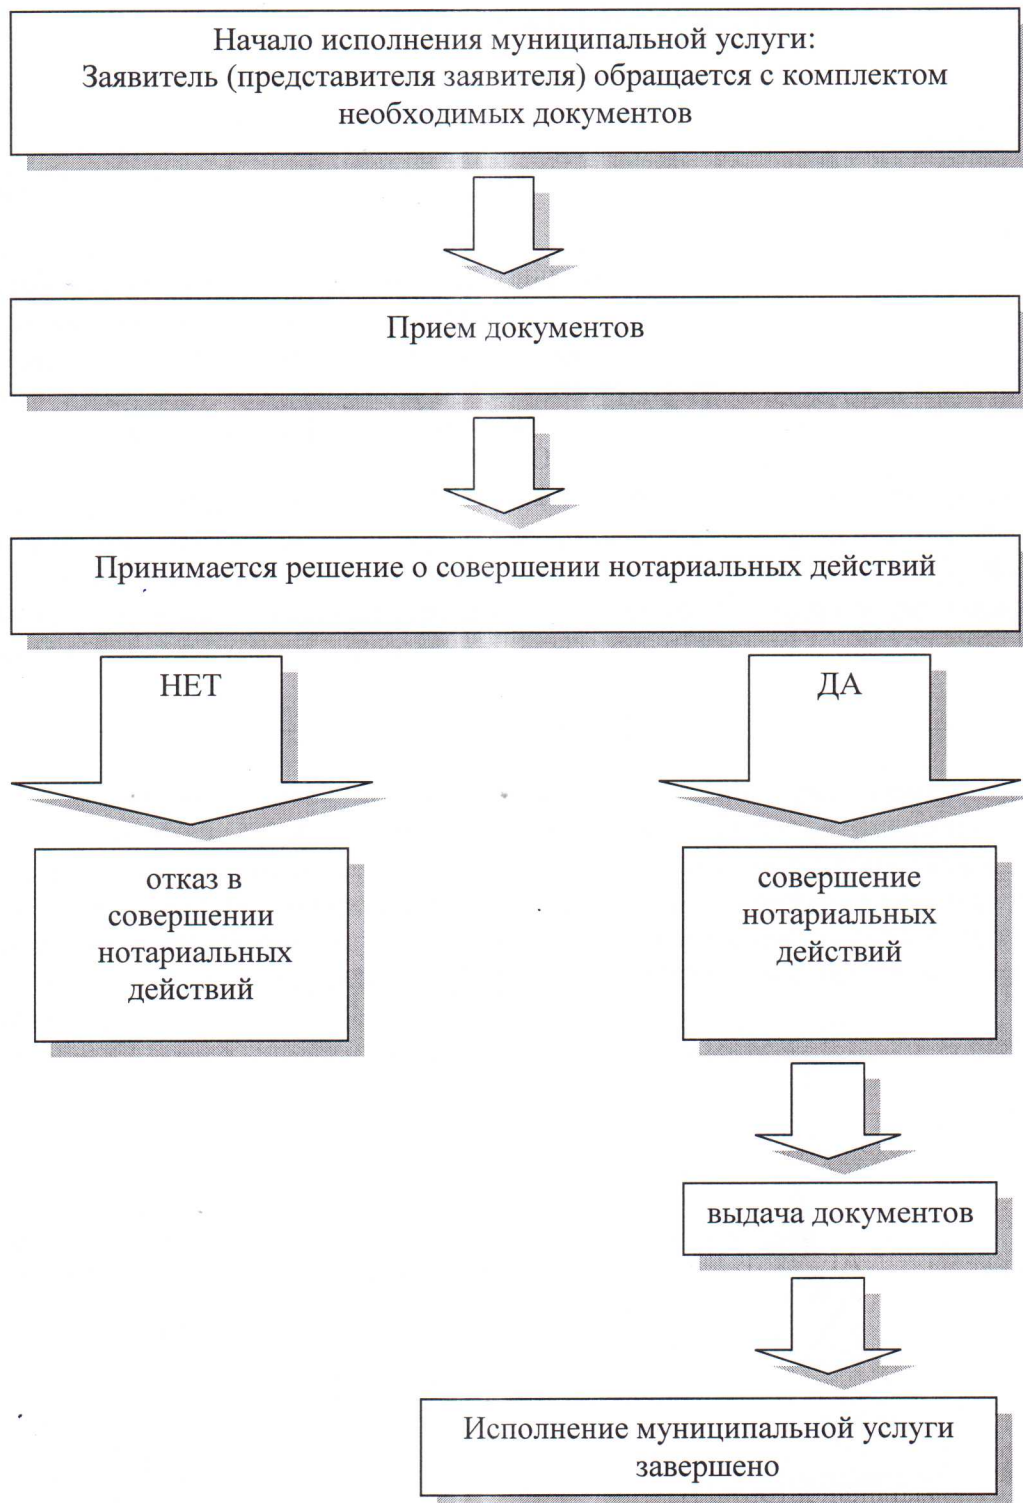 Начало исполнения муниципальной услуги:
Заявитель (представителя заявителя) обращается с комплектом
необходимых документов
Прием документов
Принимается решение о совершении нотариальных действий
НЕТ
ДА
отказ в
совершении
нотариальных
действий
совершение
нотариальных
действий
выдача документов
Исполнение муниципальной услуги
завершено